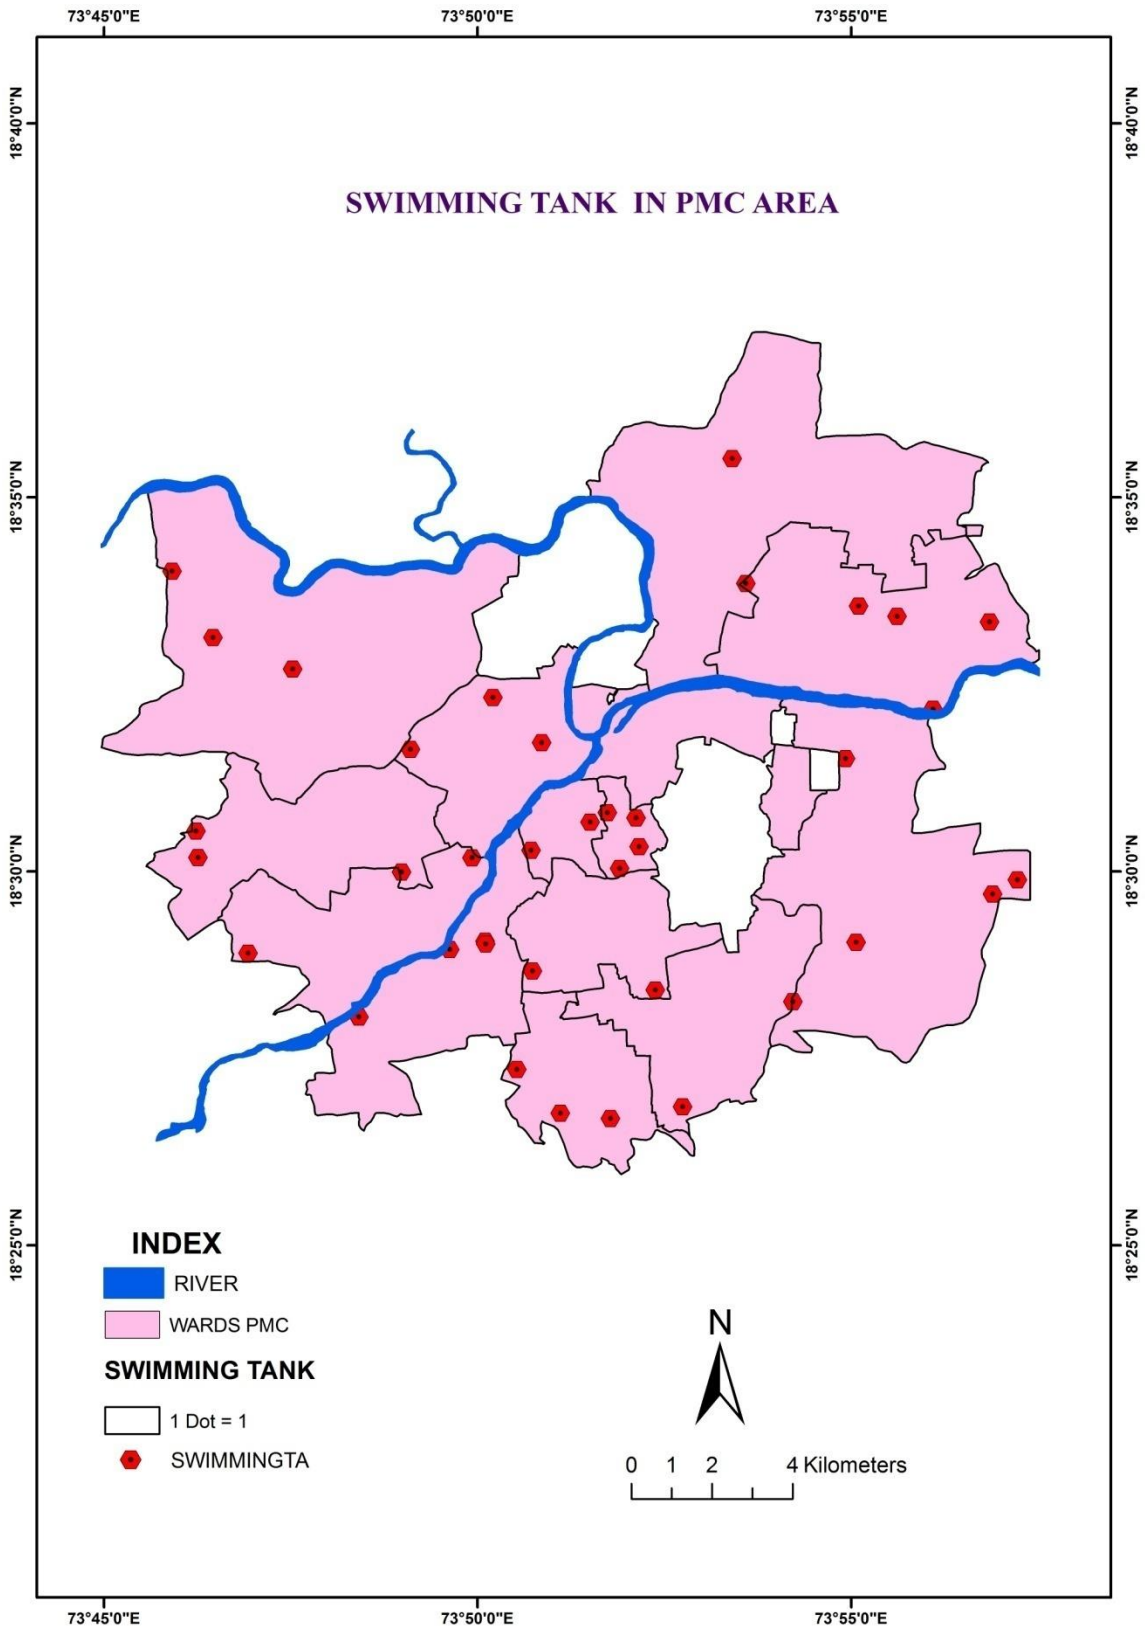 73°45'0"E 73°50'0"E 73°55'0"E
18°40'0"N 18°40'0"N
SWIMMING TANK IN PMC AREA
18°35'0"N 18°35'0"N
18°30'0"N 18°30'0"N
18°25'0"N 18°25'0"N
INDEX
RIVER
WARDS PMC
SWIMMING TANK
1 Dot = 1
SWIMMINGTA
N
0 1 2 4 Kilometers
73°45'0"E 73°50'0"E 73°55'0"E